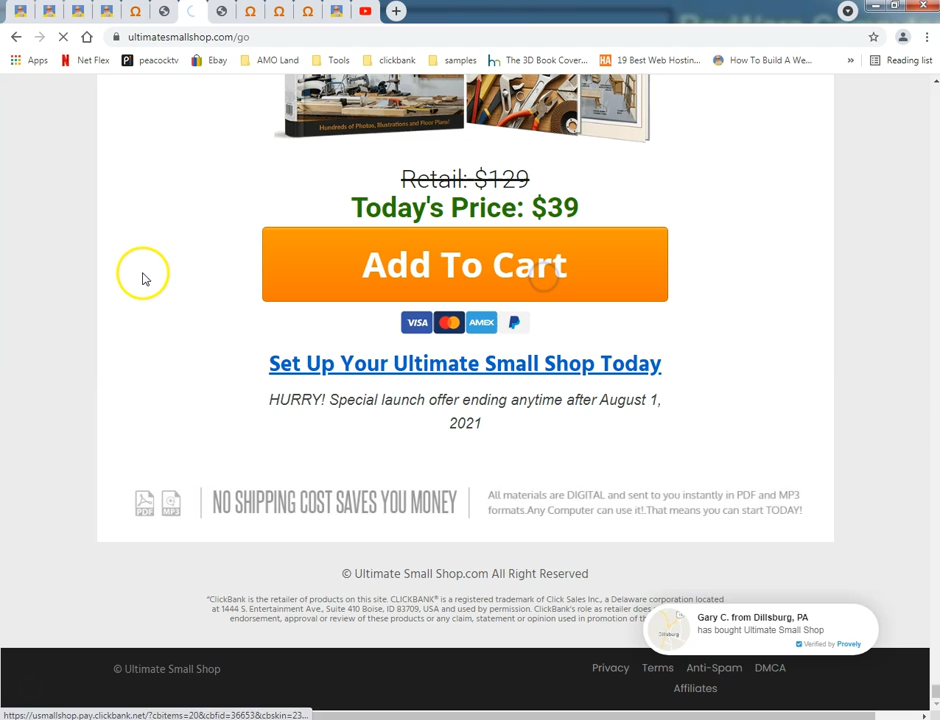 ultimatesmallshop.com/go
Apps
Net Flex
peacocktv
Ebay
AMO Land
Tools
clickbank
samples
The 3D Book Cover...
19 Best Web Hostin...
How To Build A We...
»
Reading list
Hundreds of Photos, Illustrations and Floor Plans!
Retail: $129
Today's Price: $39
Add To Cart
VISA
AMEX
Set Up Your Ultimate Small Shop Today
HURRY! Special launch offer ending anytime after August 1,
2021
PDF MP3
NO SHIPPING COST SAVES YOU MONEY
All materials are DIGITAL and sent to you instantly in PDF and MP3
formats.Any Computer can use it!.That means you can start TODAY!
© Ultimate Small Shop.com All Right Reserved
"ClickBank is the retailer of products on this site. CLICKBANK® is a registered trademark of Click Sales Inc., a Delaware corporation located
at 1444 S. Entertainment Ave., Suite 410 Boise, ID 83709, USA and used by permission. ClickBank's role as retailer does
endorsement, approval or review of these products or any claim, statement or opinion used in promotion of
Dillsburg
Gary C. from Dillsburg, PA
has bought Ultimate Small Shop
Verified by Provely
© Ultimate Small Shop
Privacy Terms Anti-Spam DMCA
Affiliates
https://usmallshop.pay.clickbank.net/?cbitems=20&cbfid=36653&cbskin=23...